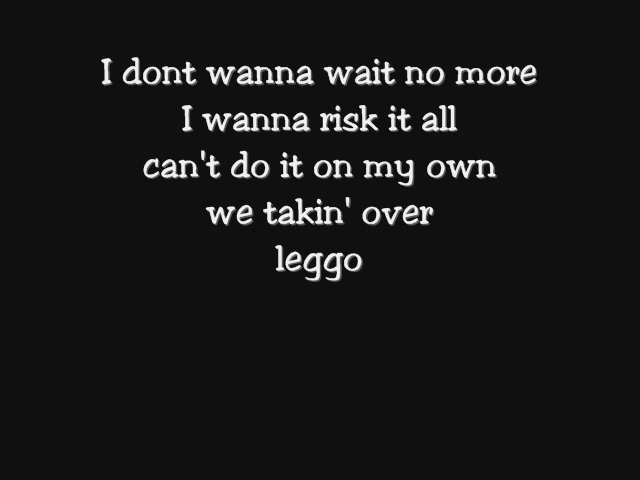 I dont wanna wait no more
I wanna risk it all
can't do it on my own
we takin' over
leggo